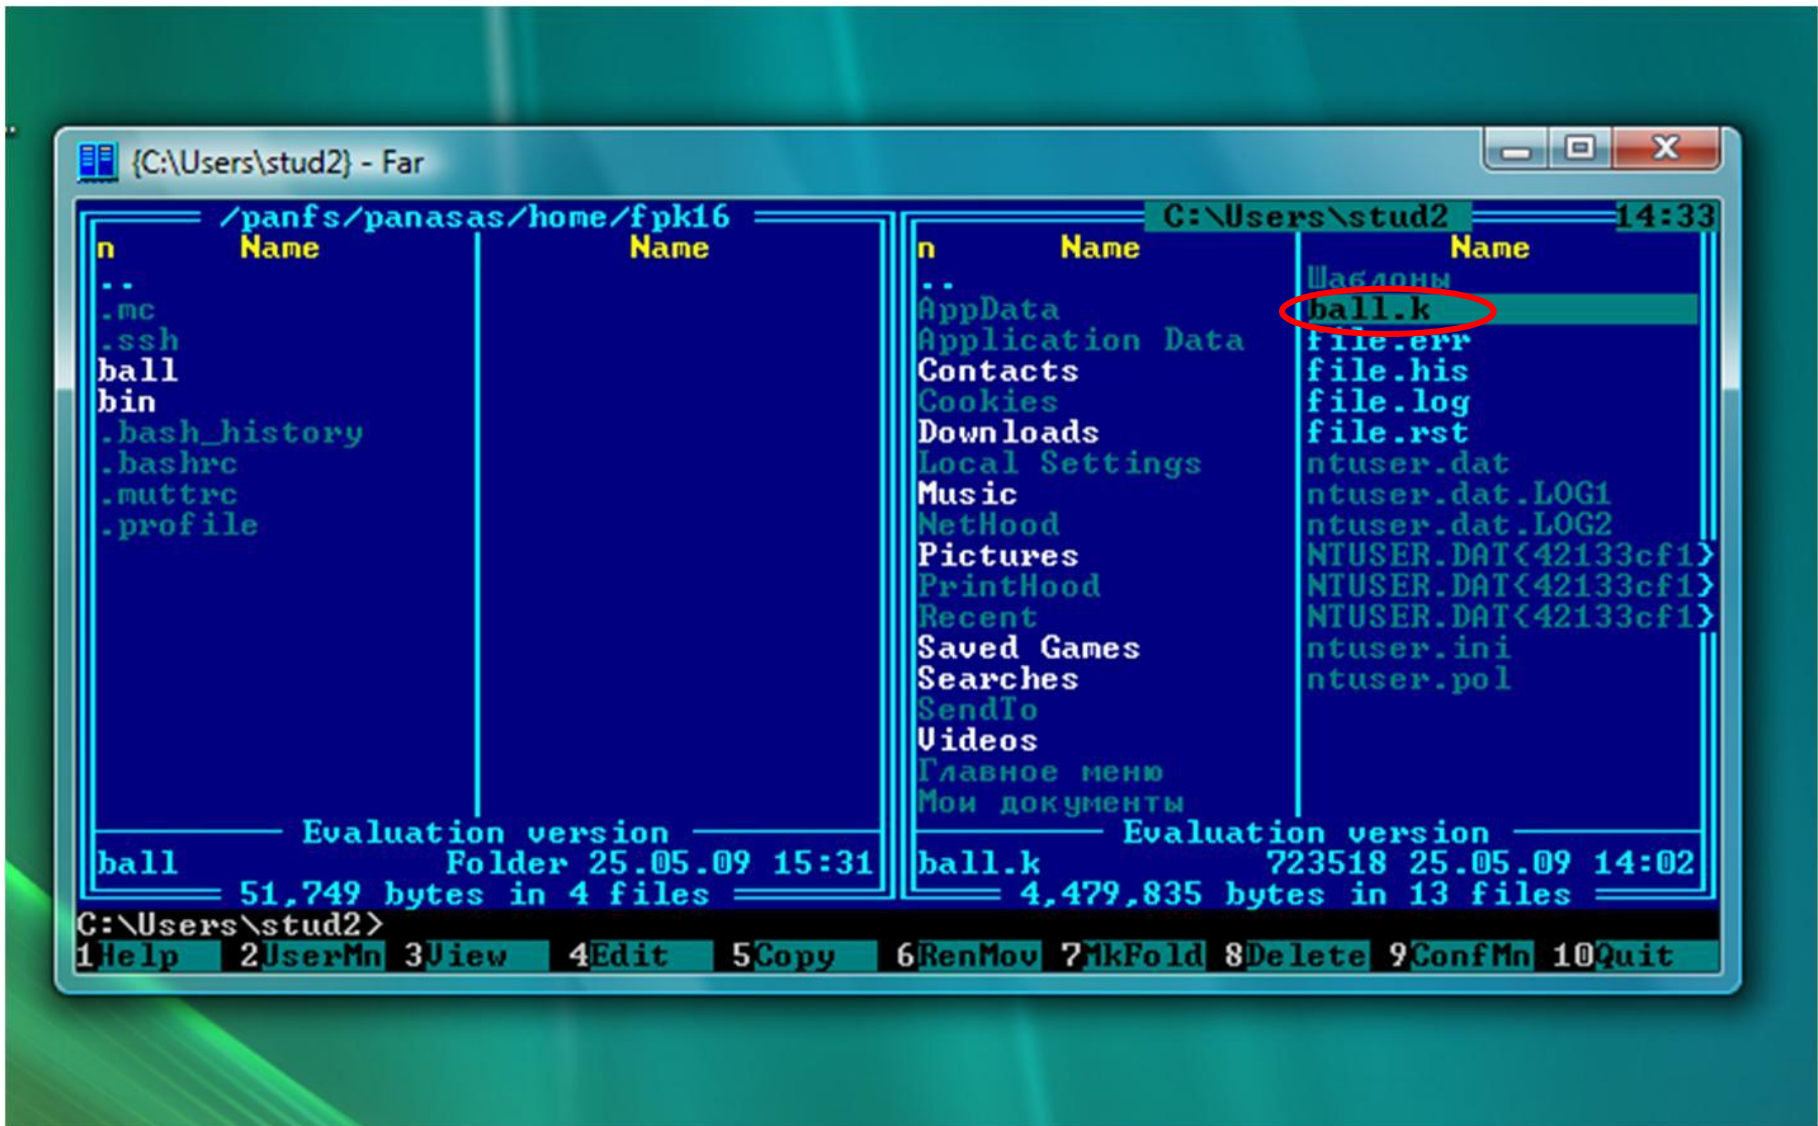 {C:\Users\stud2} - Far
/panfs/panasas/home/fpk16
n Name Name
..
.mc
.ssh
ball
bin
.bash_history
.bashrc
.muttrc
.profile
Evaluation version
ball Folder 25.05.09 15:31
51,749 bytes in 4 files
C:\Users\stud2 14:33
n Name Name
..
AppData
Application Data
Contacts
Cookies
Downloads
Local Settings
Music
NetHood
Pictures
PrintHood
Recent
Saved Games
Searches
SendTo
Videos
Главное меню
Мои документы
Шаблоны
ball.k
file.err
file.his
file.log
file.rst
ntuser.dat
ntuser.dat.LOG1
ntuser.dat.LOG2
NTUSER.DAT{42133cf1}
NTUSER.DAT{42133cf1}
NTUSER.DAT{42133cf1}
ntuser.ini
ntuser.pol
Evaluation version
ball.k 723518 25.05.09 14:02
4,479,835 bytes in 13 files
C:\Users\stud2>
1Help 2UserMn 3View 4Edit 5Copy 6RenMov 7MkFold 8Delete 9ConfMn 10Quit